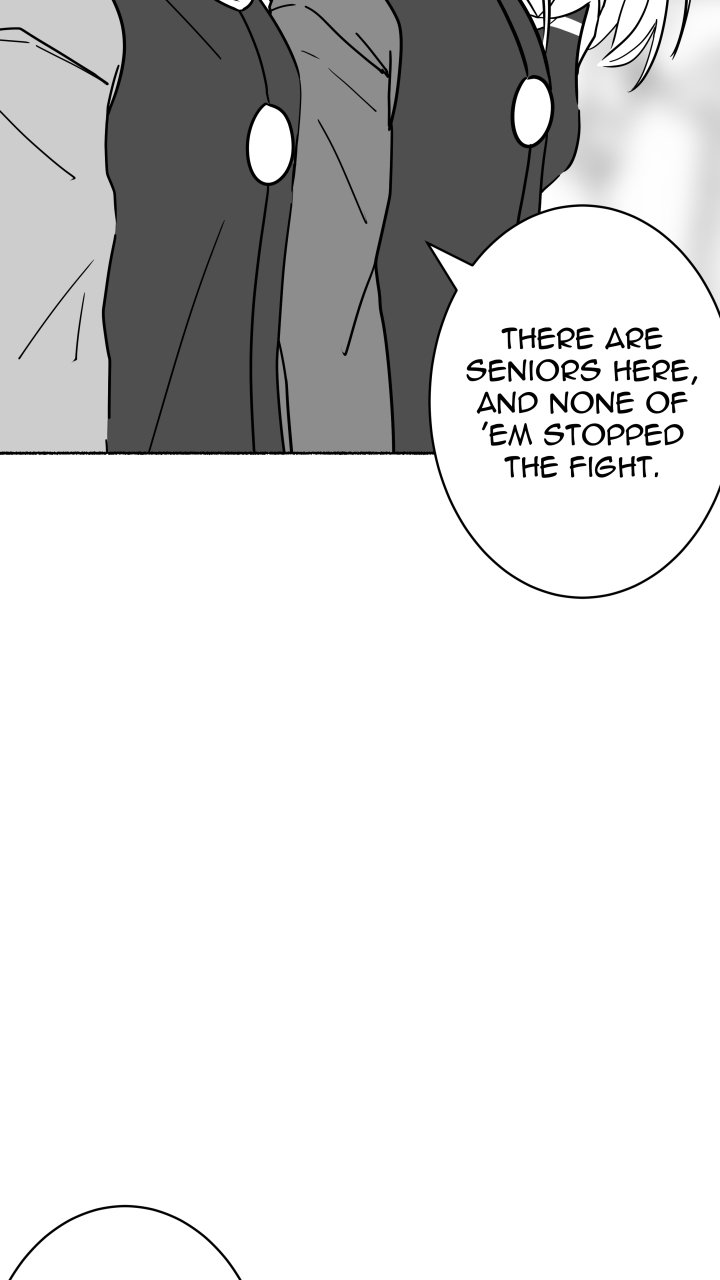 THERE ARE
SENIORS HERE,
AND NONE OF
'EM STOPPED
THE FIGHT.